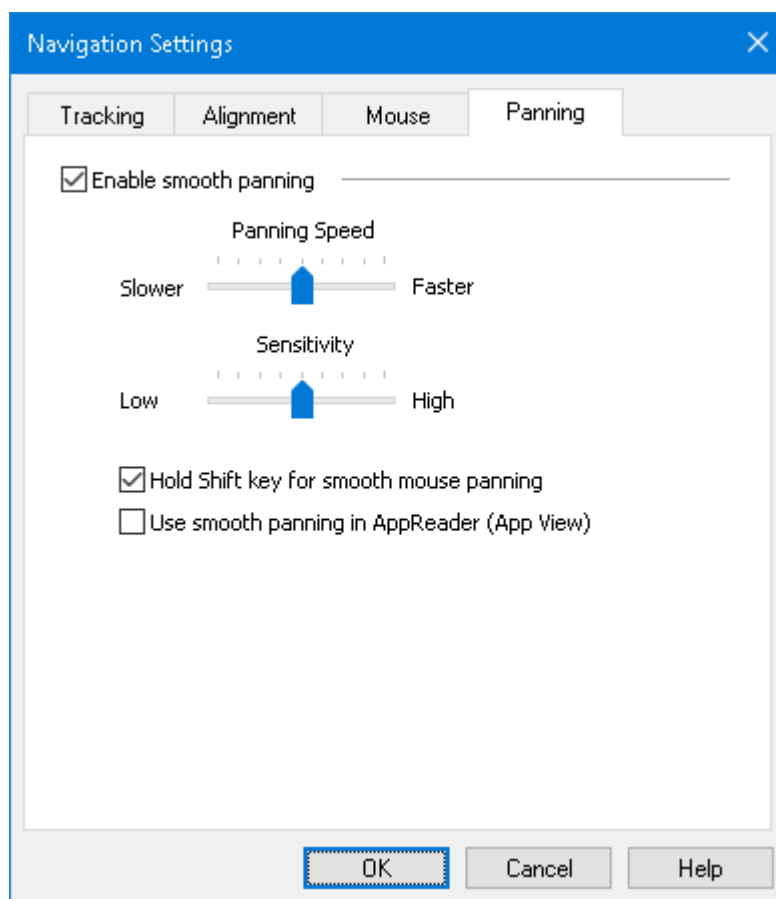 Navigation Settings
Tracking Alignment Mouse Panning
Enable smooth panning
Panning Speed
Slower Faster
Sensitivity
Low High
Hold Shift key for smooth mouse panning
Use smooth panning in AppReader (App View)
OK Cancel Help